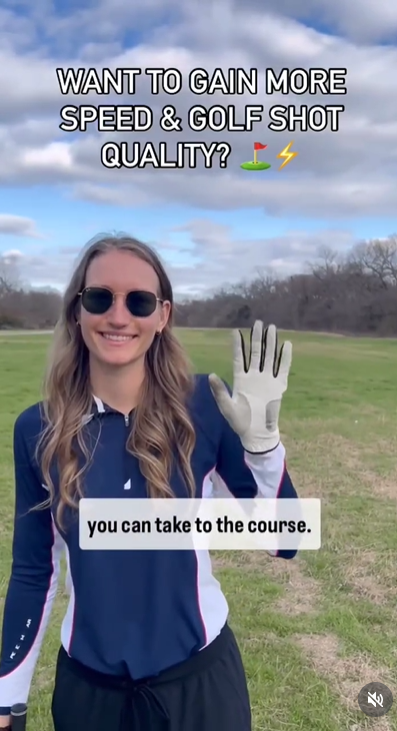 WANT TO GAIN MORE
SPEED & GOLF SHOT
QUALITY? ⛳⚡
you can take to the course.